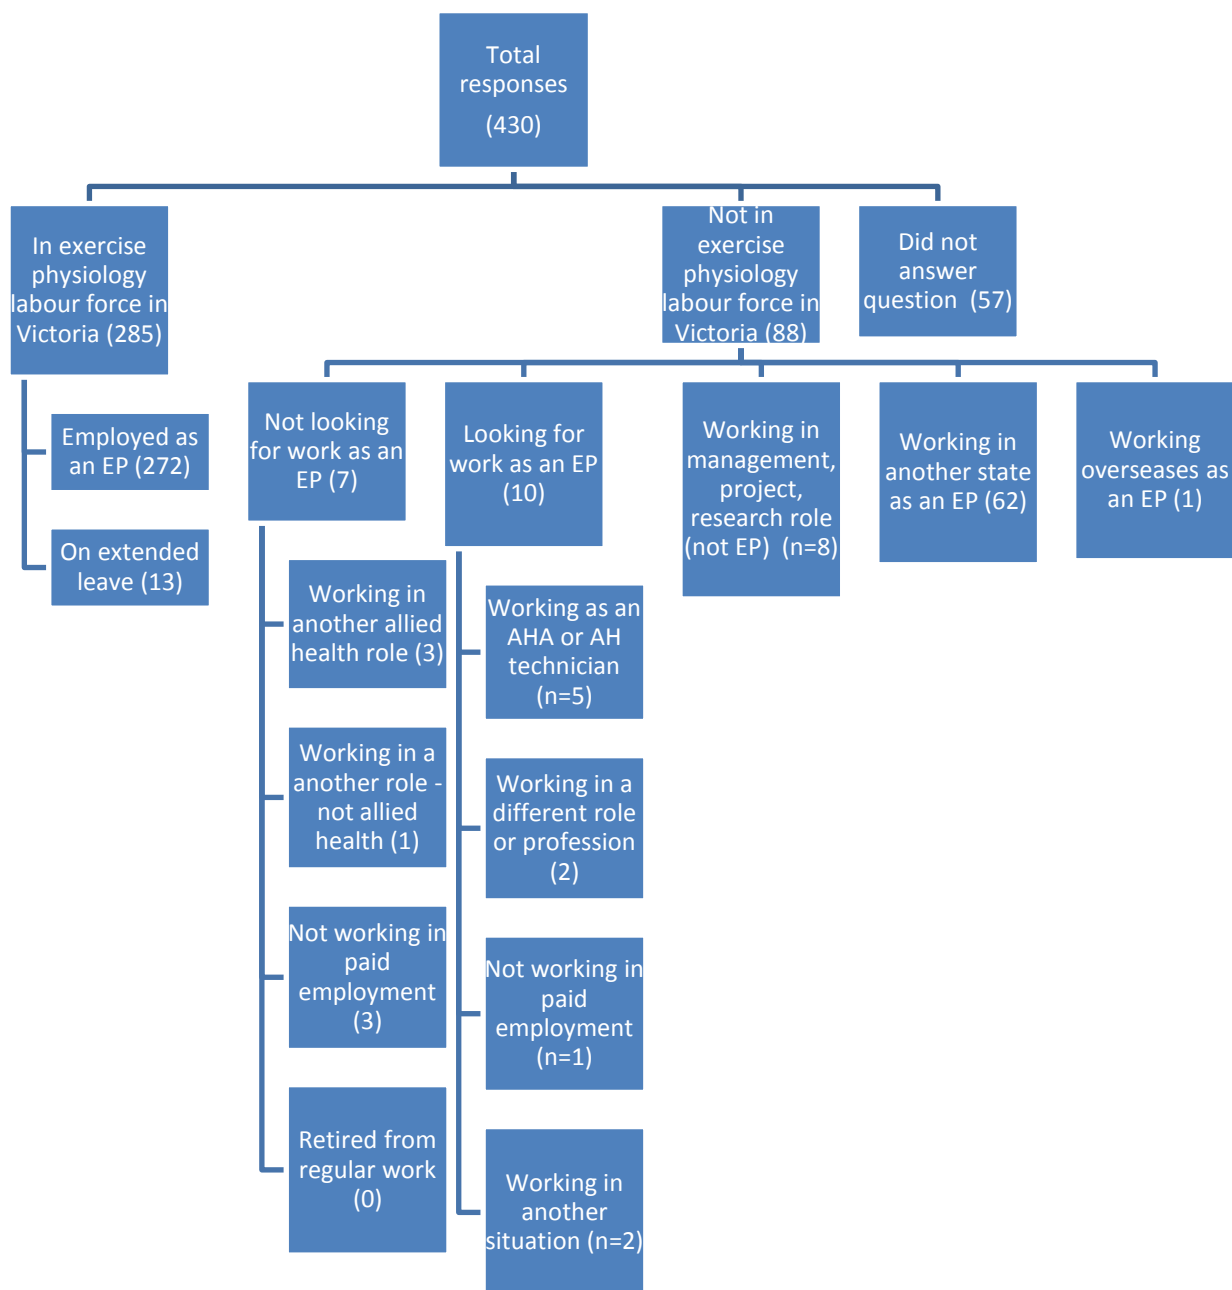 Total
responses
(430)
In exercise
physiology
labour force in
Victoria (285)
Not in
exercise
physiology
labour force in
Victoria (88)
Did not
answer
question  (57)
Employed as
an EP (272)
On extended
leave (13)
Not looking
for work as an
EP (7)
Looking for
work as an EP
(10)
Working in
management,
project,
research role
(not EP)  (n=8)
Working in
another state
as an EP (62)
Working
overseases as
an EP (1)
Working in
another allied
health role (3)
Working in a
another role -
not allied
health (1)
Not working in
paid
employment
(3)
Retired from
regular work
(0)
Working as an
AHA or AH
technician
(n=5)
Working in a
different role
or profession
(2)
Not working in
paid
employment
(n=1)
Working in
another
situation (n=2)